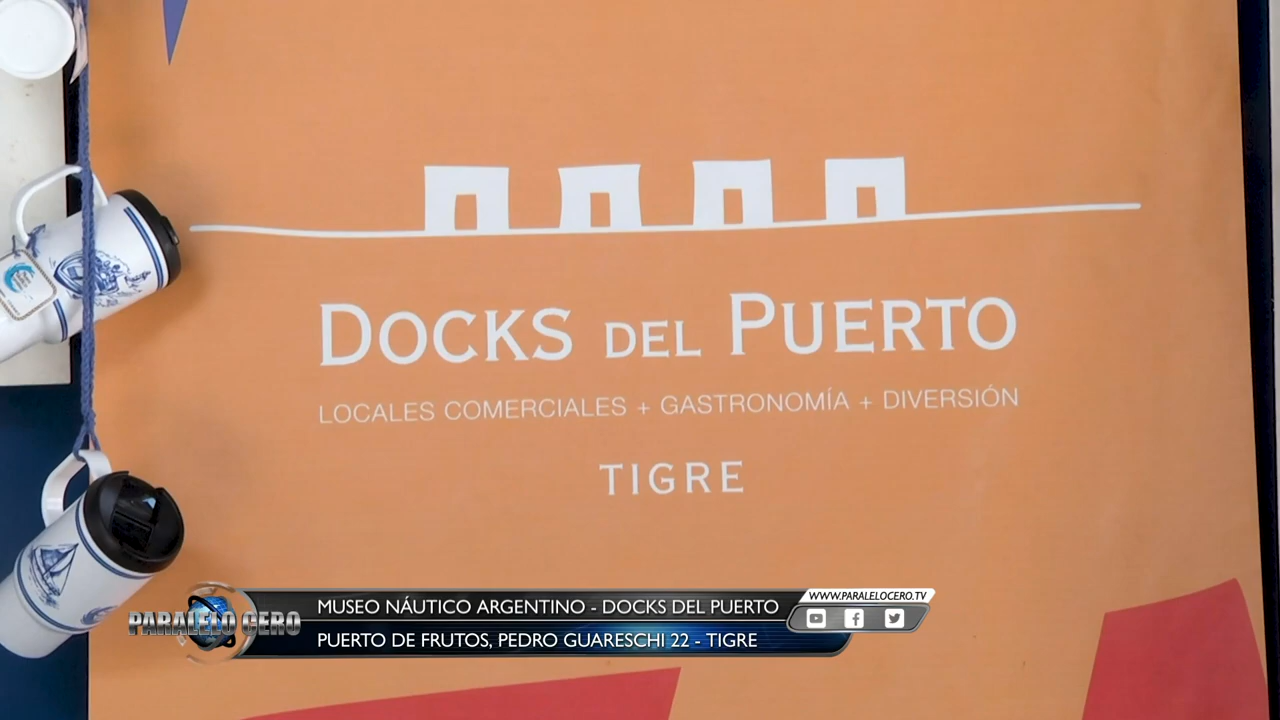 DOCKS DEL PUERTO
LOCALES COMERCIALES + GASTRONOMÍA + DIVERSIÓN
TIGRE
PARALELO CERO
MUSEO NÁUTICO ARGENTINO - DOCKS DEL PUERTO
PUERTO DE FRUTOS, PEDRO GUARESCHI 22 - TIGRE
WWW.PARALELOCERO.TV